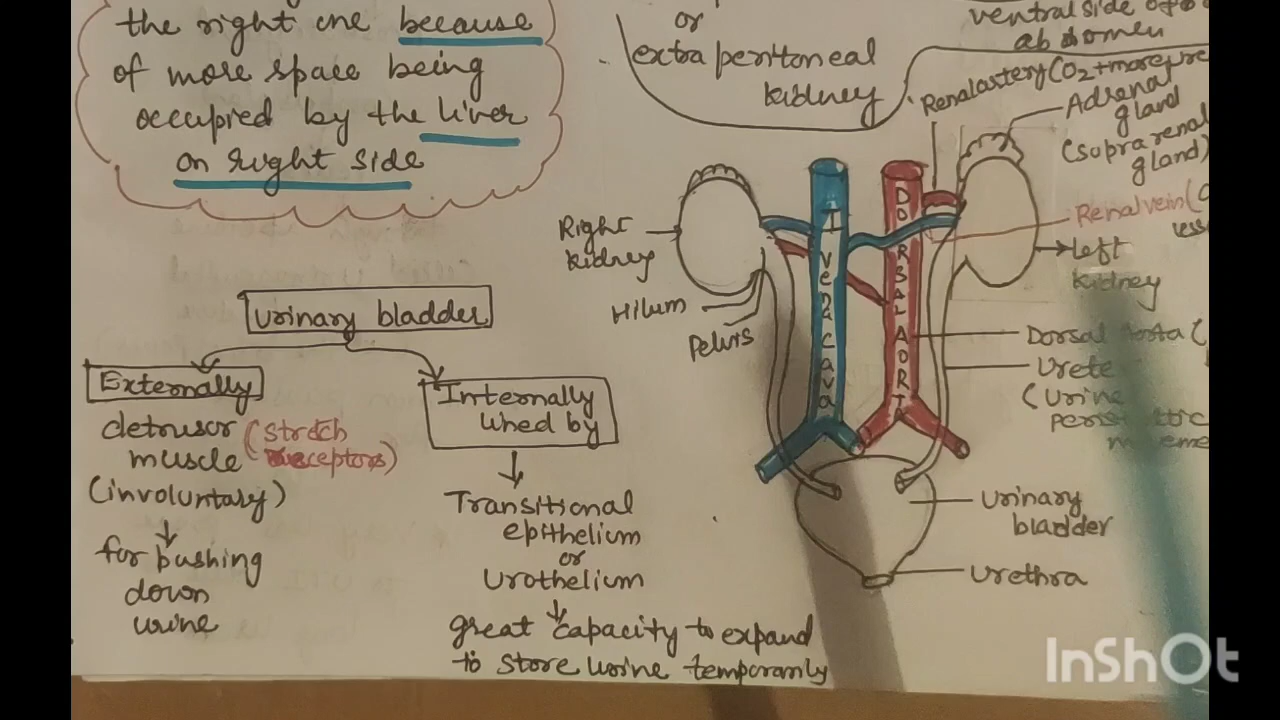 the right one because
of more space being
occupied by the liver
on right side
or
extra peritoneal
kidney
ventral side of
abdomen
Renal artery (O2 + more
Adrenal
gland
(supra renal
gland)
Right
kidney
Hilum
Pelvis
I Vena Cava
DORSAL AORTA
Renal vein (
less
Left
kidney
Dorsal Aorta (
Urete
(Urine
Urinary
bladder
Urethra
Urinary bladder
Externally
detrusor
muscle
(stretch
receptors)
(involuntary)
for pushing
down
urine
Internally
lined by
Transitional
epithelium
or
Urothelium
great capacity to expand
to store urine temporarily
InShOt